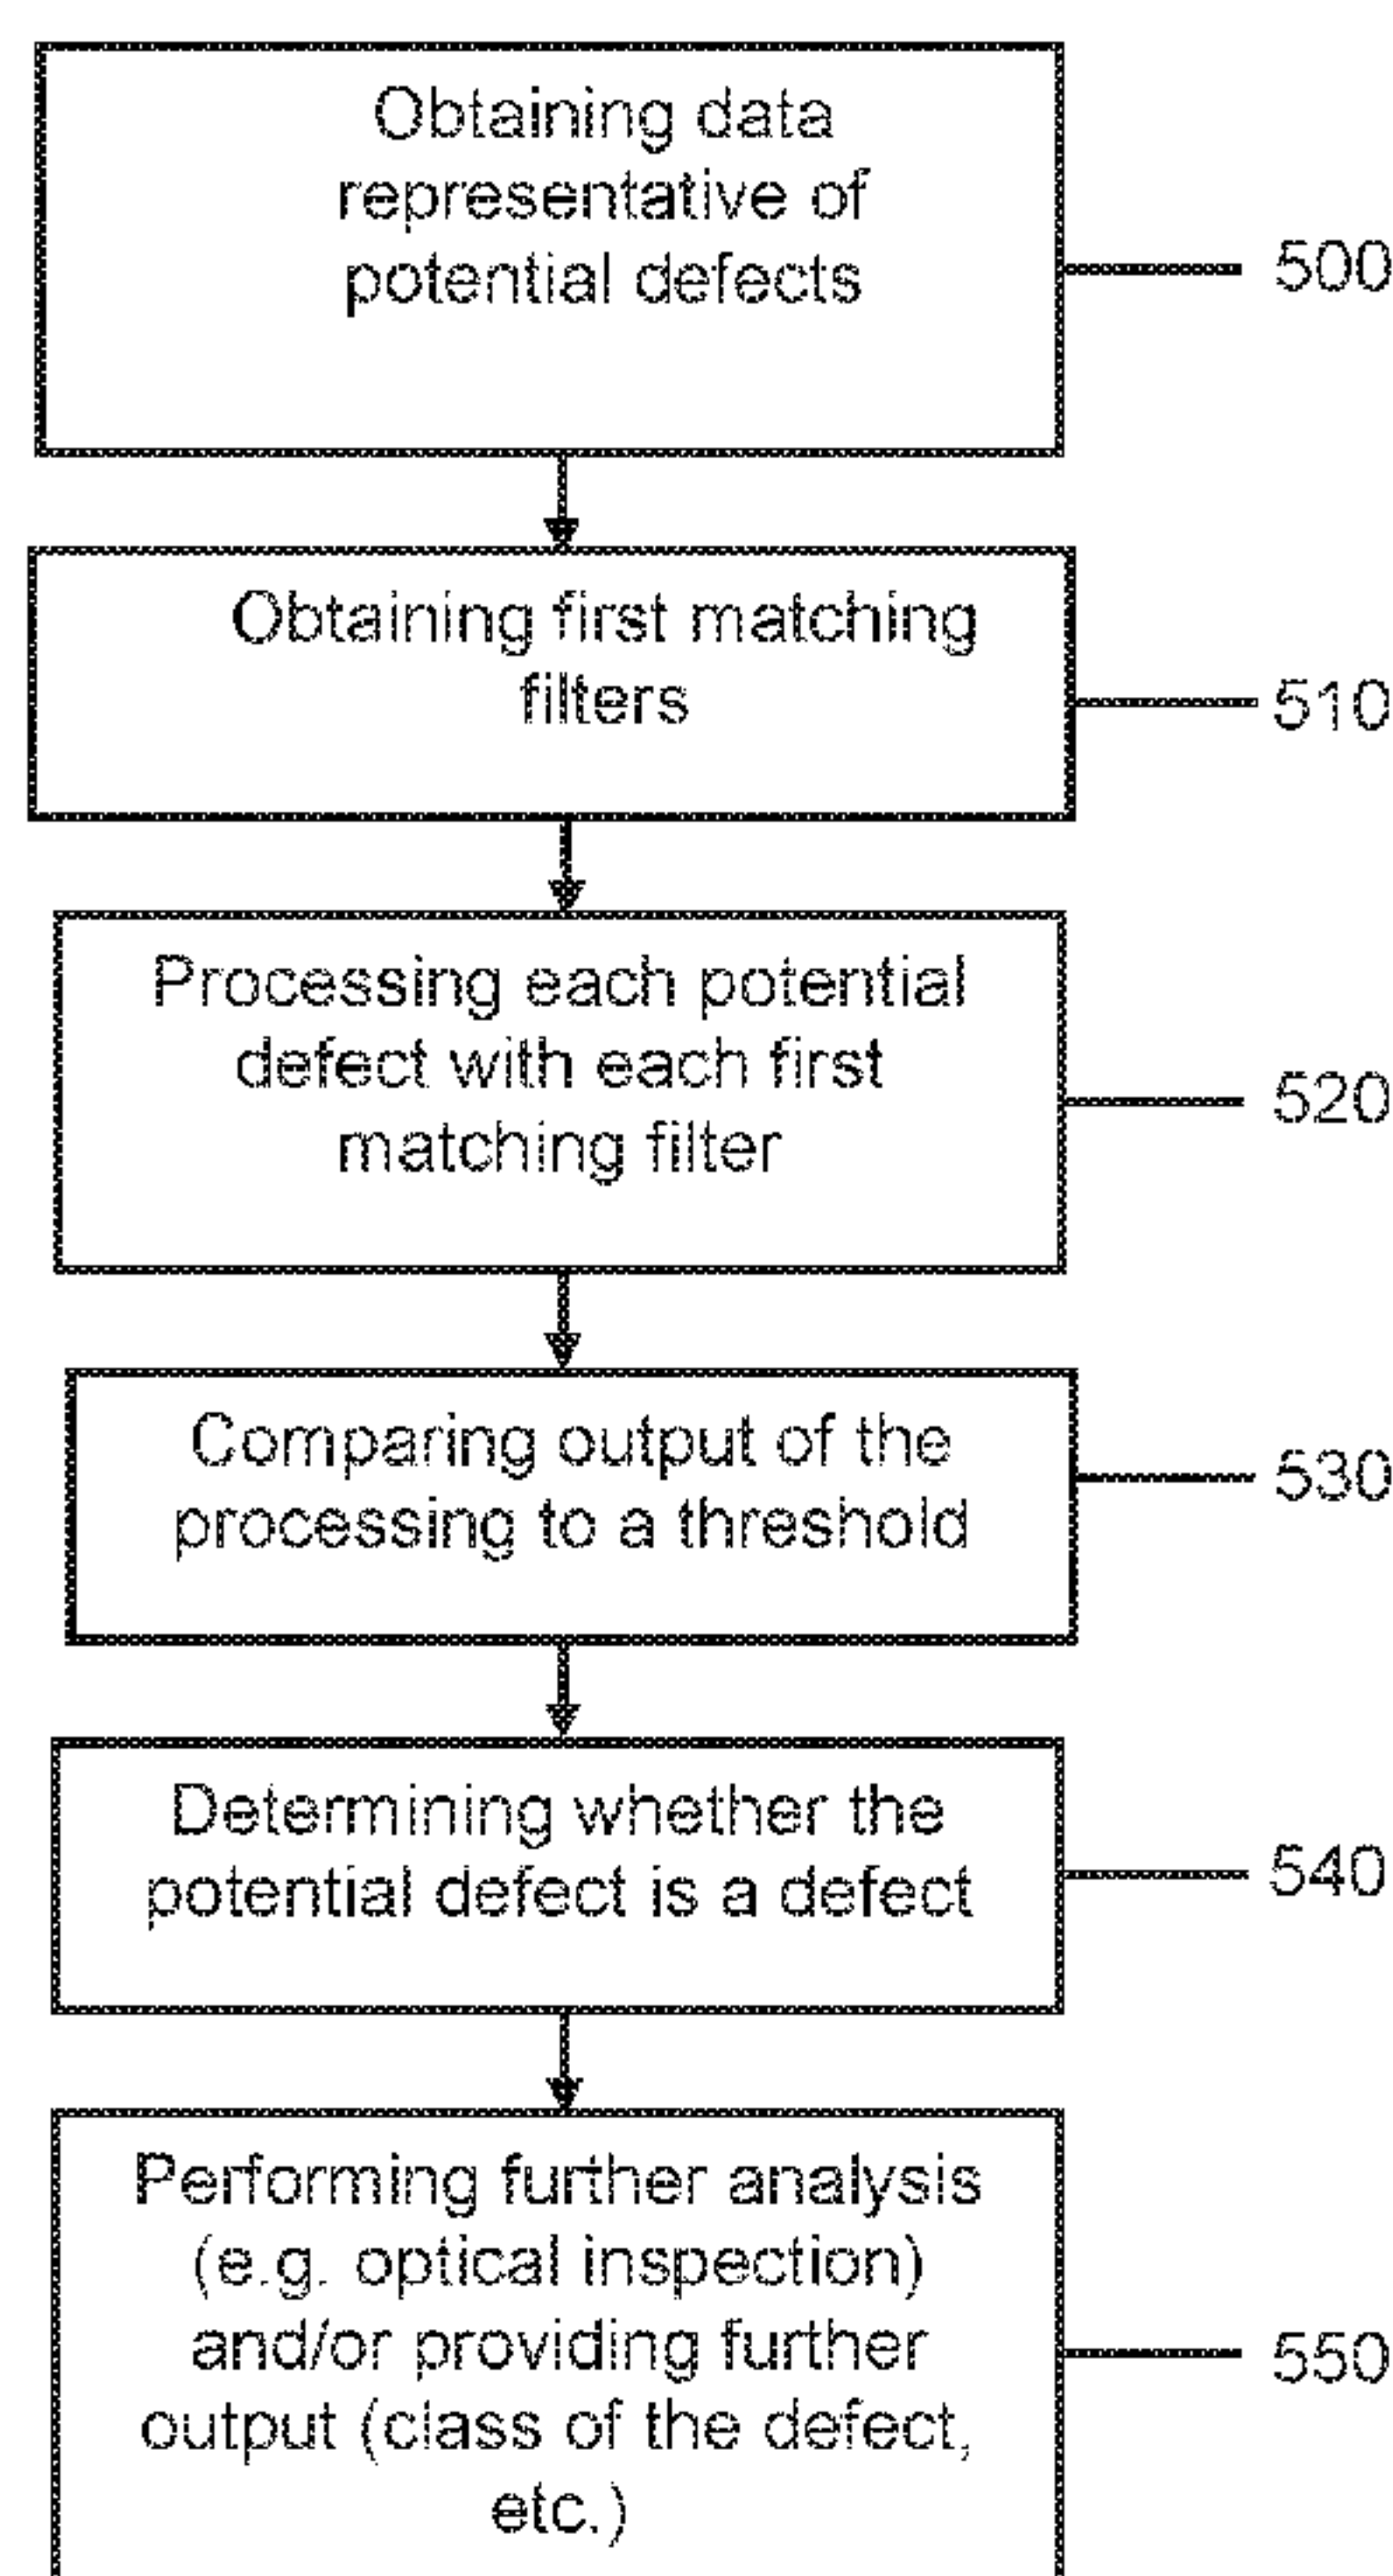 Obtaining data
representative of
potential defects
500
Obtaining first matching
filters
510
Processing each potential
defect with each first
matching filter
520
Comparing output of the
processing to a threshold
530
Determining whether the
potential defect is a defect
540
Performing further analysis
(e.g. optical inspection)
and/or providing further
output (class of the defect,
etc.)
550